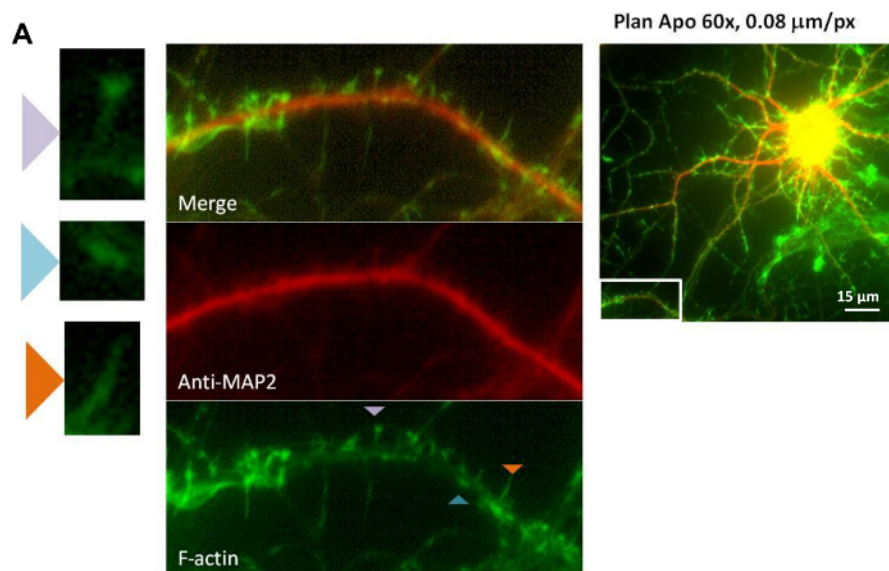 A
Plan Apo 60x, 0.08 μm/px
Merge
15 μm
Anti-MAP2
F-actin